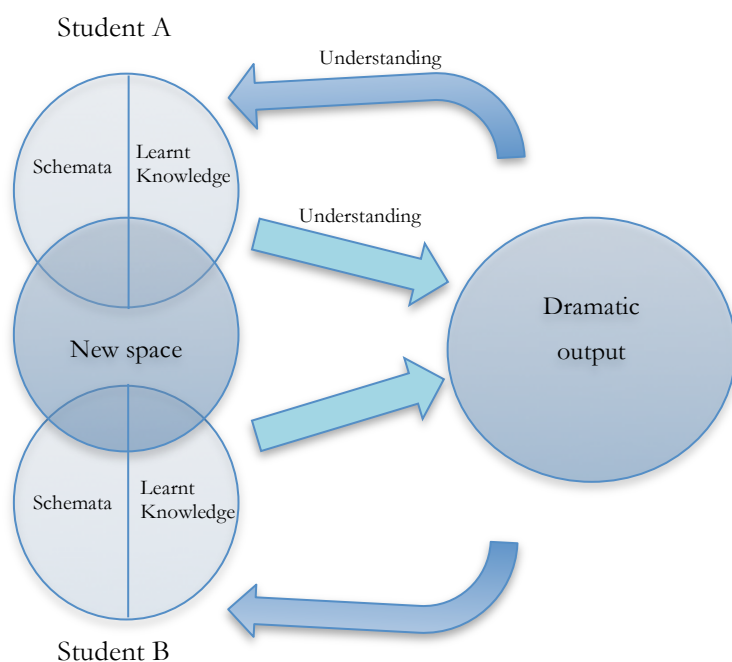 Student A
Understanding
Schemata
Learnt
Knowledge
Understanding
New space
Dramatic
output
Schemata
Learnt
Knowledge
Student B